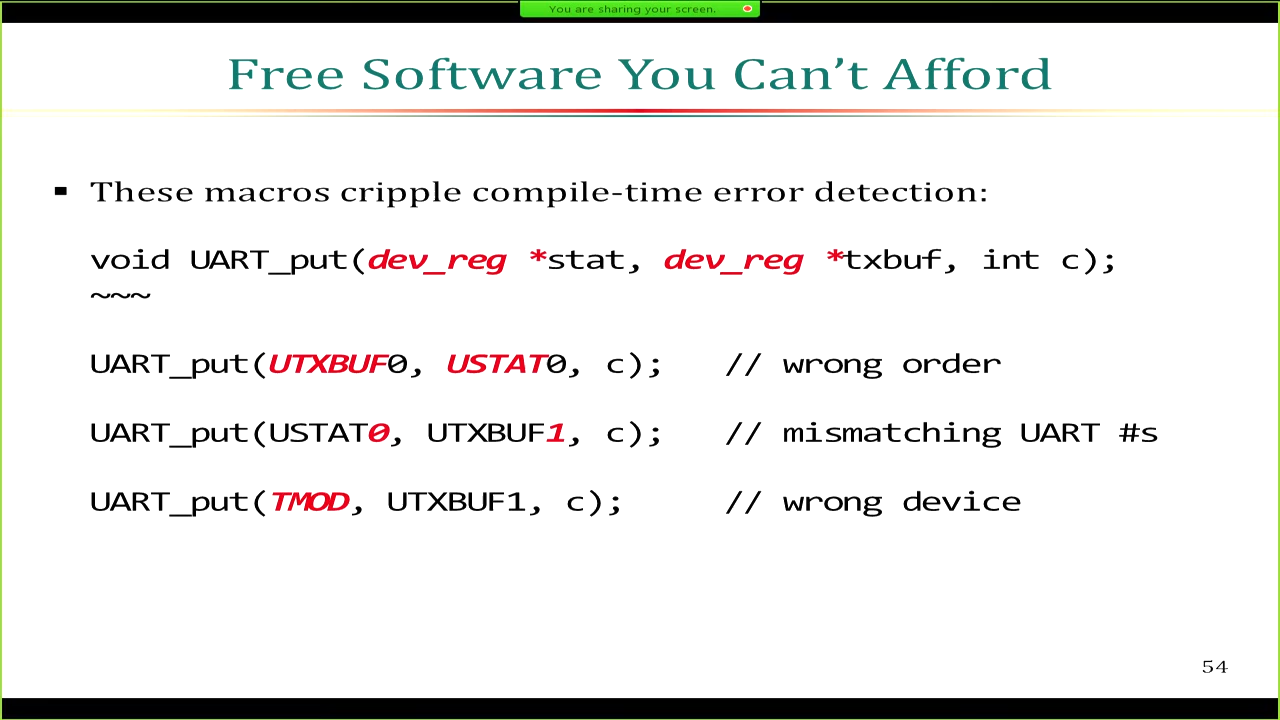 You are sharing your screen.
Free Software You Can’t Afford
▪ These macros cripple compile-time error detection:
void UART_put(dev_reg *stat, dev_reg *txbuf, int c);
~~~
UART_put(UTXBUF0, USTAT0, c);   // wrong order
UART_put(USTAT0, UTXBUF1, c);   // mismatching UART #s
UART_put(TMOD, UTXBUF1, c);     // wrong device
54